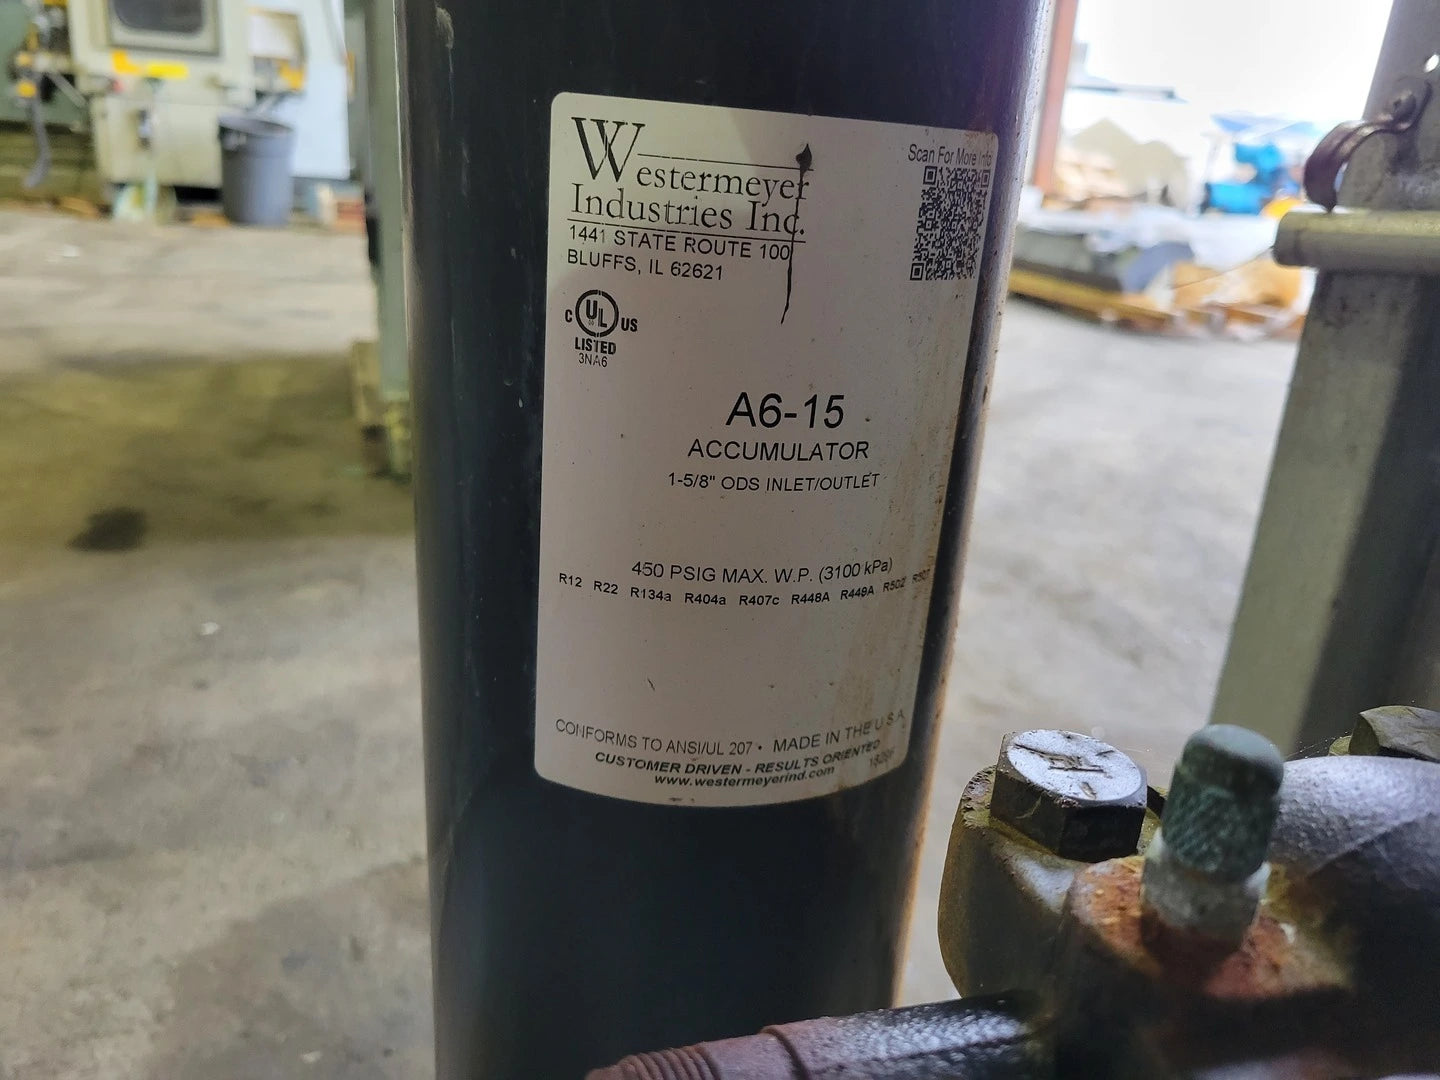 Westermeyer
Industries Inc.
1441 STATE ROUTE 100
BLUFFS, IL 62621
Scan For More Info
C UL US
LISTED
3NA6
A6-15
ACCUMULATOR
1-5/8" ODS INLET/OUTLET
450 PSIG MAX. W.P. (3100 kPa)
R12 R22 R134a R404a R407c R448A R449A R502 R507
CONFORMS TO ANSI/UL 207 • MADE IN THE U.S.A.
CUSTOMER DRIVEN - RESULTS ORIENTED
www.westermeyerind.com